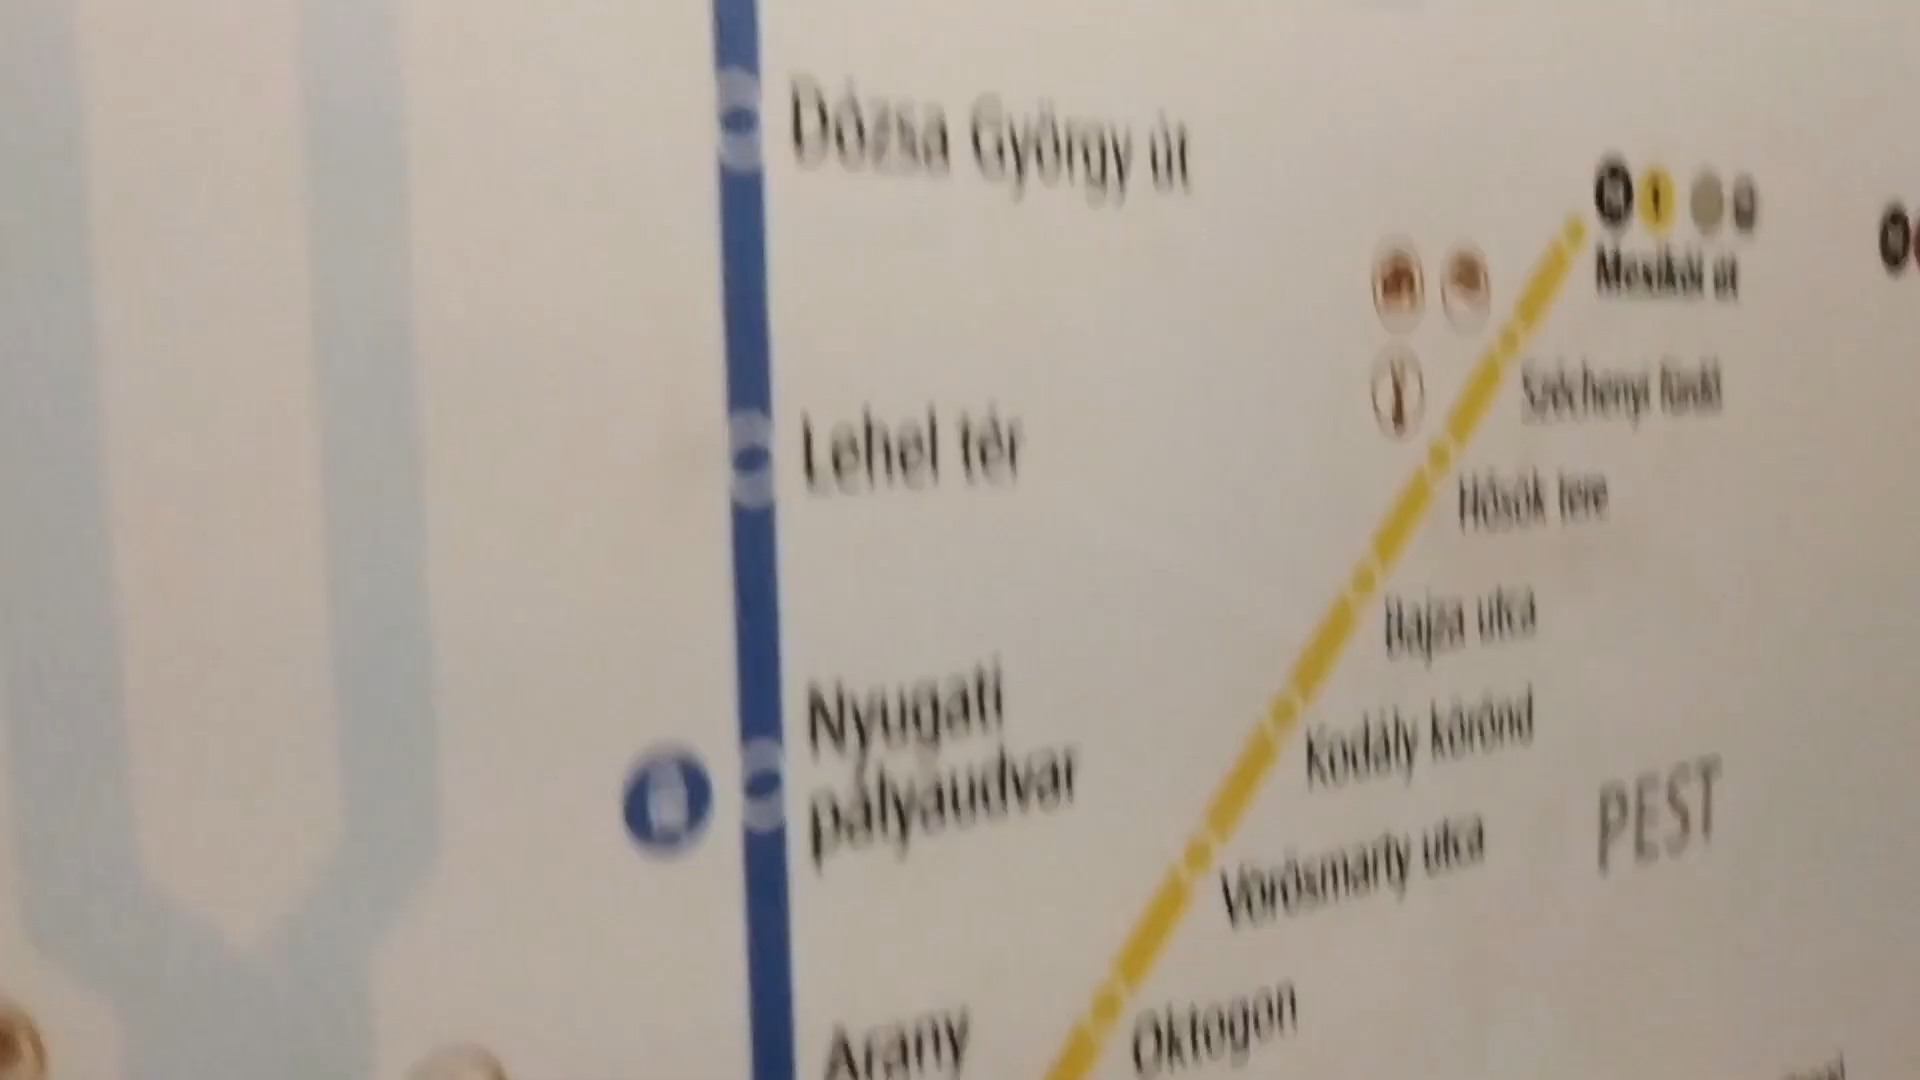 Dózsa György út
Mexikói út
Széchenyi fürdő
Lehel tér
Hősök tere
Bajza utca
Nyugati
pályaudvar
Kodály körönd
PEST
Vörösmarty utca
Arany
Oktogon